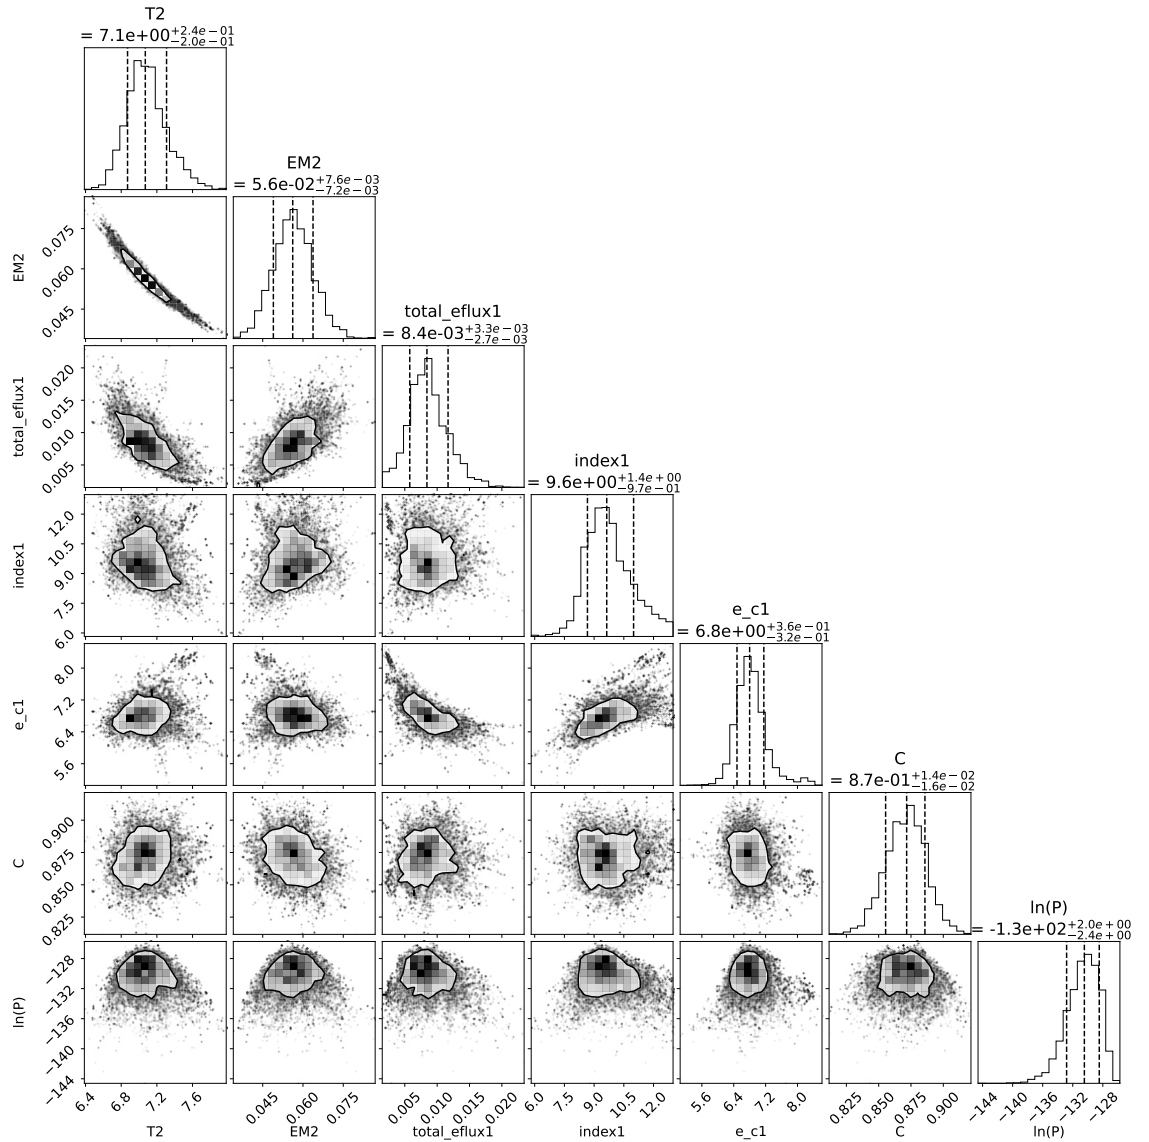 T2
= 7.1e+00+2.4e−01 −2.0e−01
EM2
= 5.6e-02+7.6e−03 −7.2e−03
EM2
0.075
0.060
0.045
total_eflux1
= 8.4e-03+3.3e−03 −2.7e−03
total_eflux1
0.020
0.015
0.010
0.005
index1
= 9.6e+00+1.4e+00 −9.7e−01
index1
12.0
10.5
9.0
7.5
6.0
e_c1
= 6.8e+00+3.6e−01 −3.2e−01
e_c1
8.0
7.2
6.4
5.6
C
= 8.7e-01+1.4e−02 −1.6e−02
C
0.900
0.875
0.850
0.825
ln(P)
= -1.3e+02+2.0e+00 −2.4e+00
ln(P)
−128
−132
−136
−140
−144
6.4 6.8 7.2 7.6 0.045 0.060 0.075 0.005 0.010 0.015 0.020 6.0 7.5 9.0 10.5 12.0 5.6 6.4 7.2 8.0 0.825 0.850 0.875 0.900 −144 −140 −136 −132 −128
T2 EM2 total_eflux1 index1 e_c1 C ln(P)